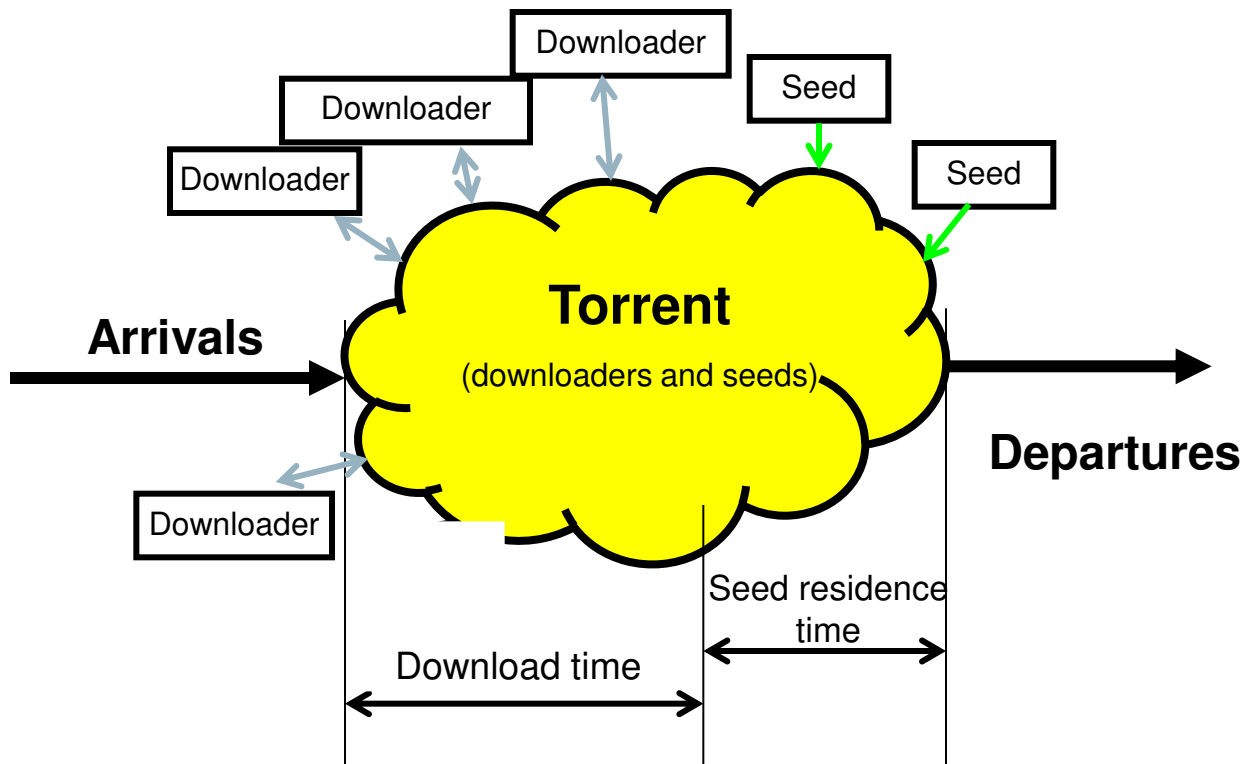 Downloader
Seed
Downloader
Downloader
Seed
Torrent
Arrivals
(downloaders and seeds)
Departures
Downloader
Seed residence
time
Download time